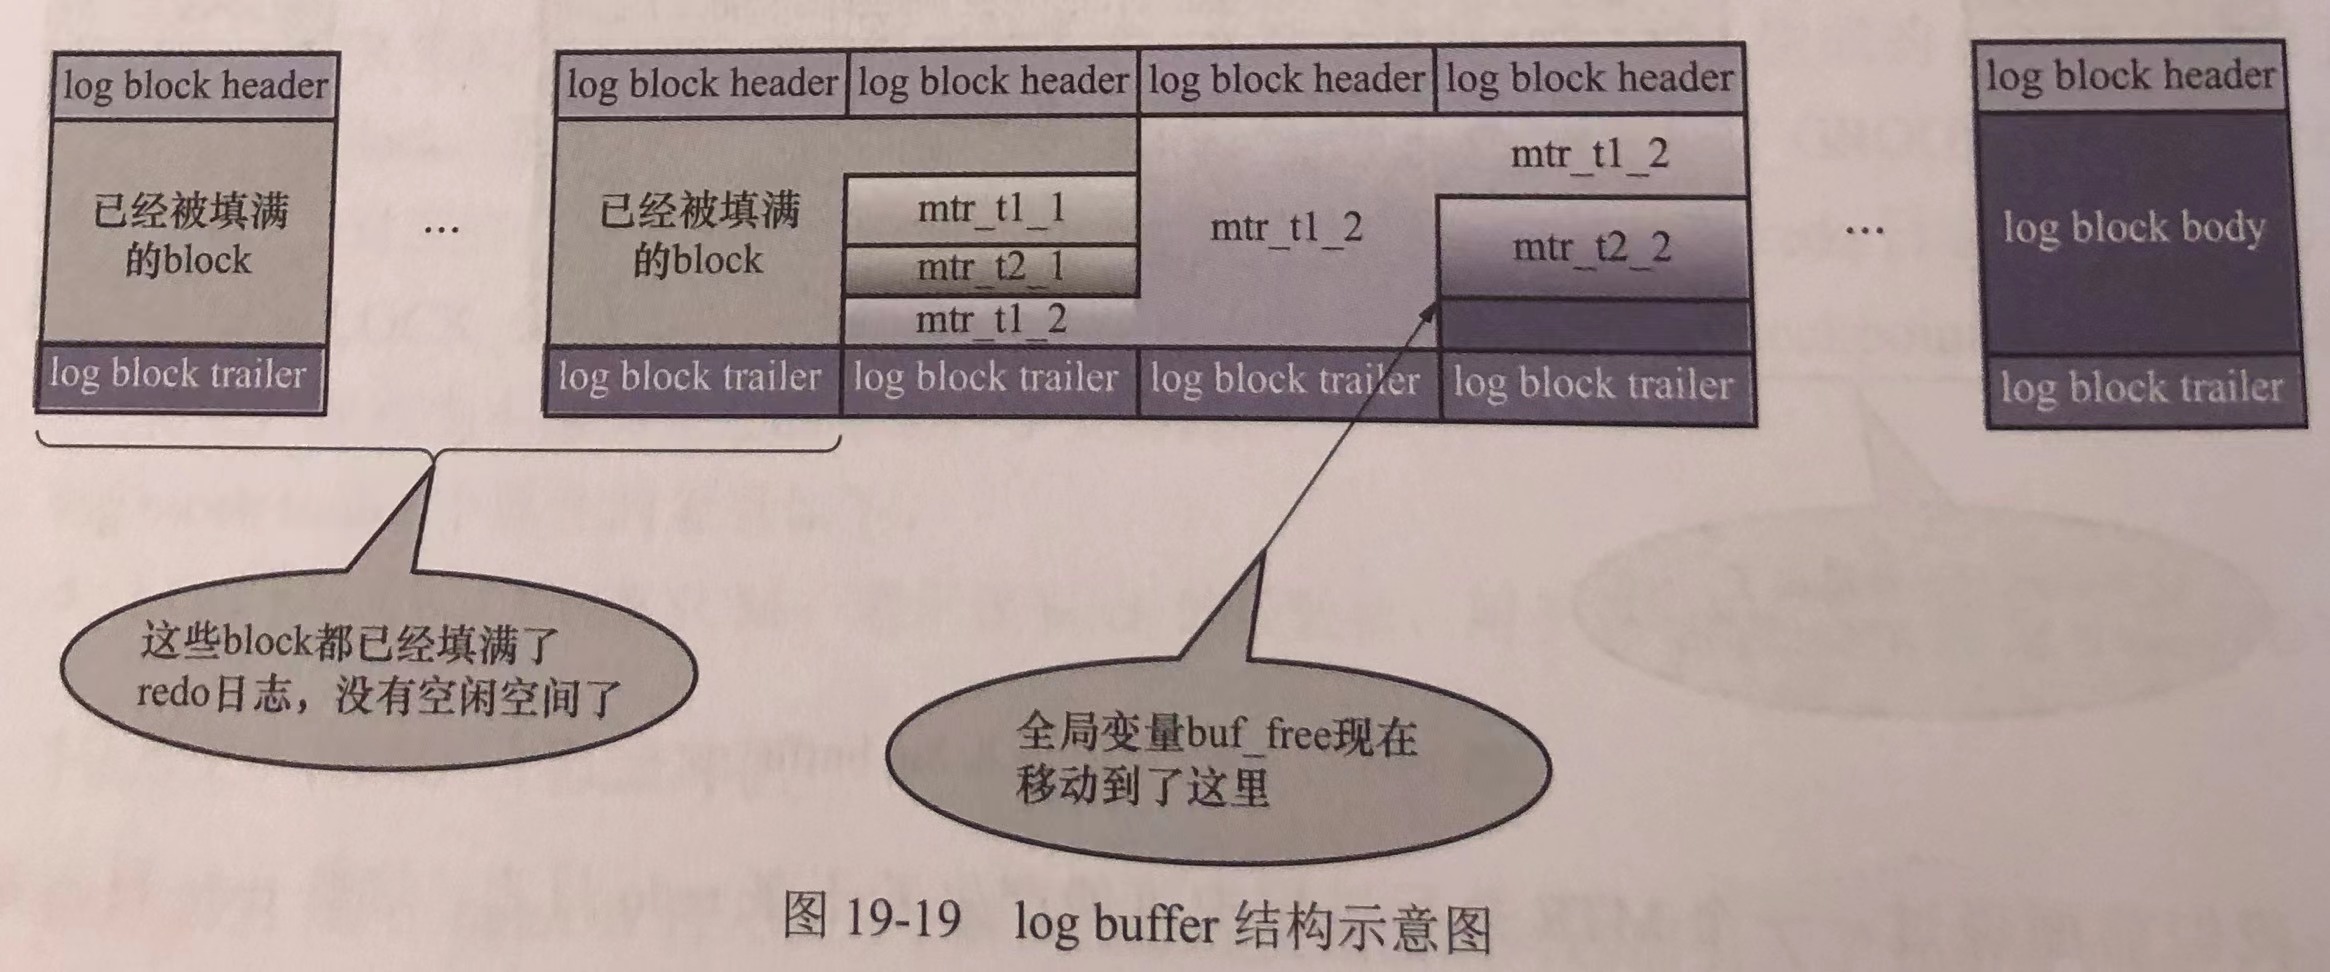 log block header
已经被填满
的block
log block trailer
...
log block header
已经被填满
的block
log block trailer
log block header
mtr_t1_1
mtr_t2_1
mtr_t1_2
log block trailer
log block header
mtr_t1_2
log block trailer
log block header
mtr_t1_2
mtr_t2_2
log block trailer
...
log block header
log block body
log block trailer
这些block都已经填满了
redo日志，没有空闲空间了
全局变量buf_free现在
移动到了这里
图 19-19 log buffer 结构示意图